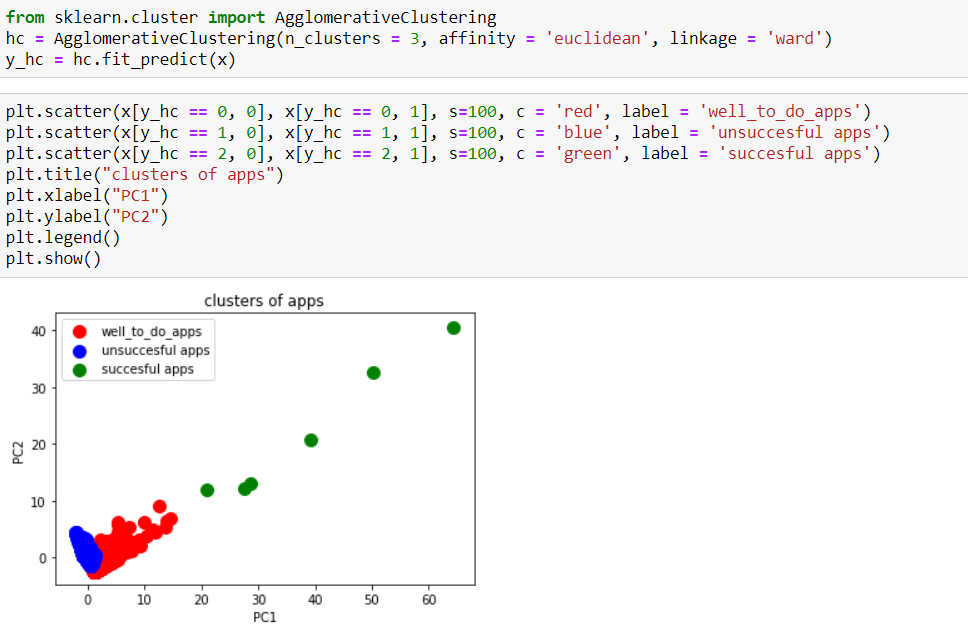 from sklearn.cluster import AgglomerativeClustering
hc = AgglomerativeClustering(n_clusters = 3, affinity = 'euclidean', linkage = 'ward')
y_hc = hc.fit_predict(x)
plt.scatter(x[y_hc == 0, 0], x[y_hc == 0, 1], s=100, c = 'red', label = 'well_to_do_apps')
plt.scatter(x[y_hc == 1, 0], x[y_hc == 1, 1], s=100, c = 'blue', label = 'unsuccesful apps')
plt.scatter(x[y_hc == 2, 0], x[y_hc == 2, 1], s=100, c = 'green', label = 'succesful apps')
plt.title("clusters of apps")
plt.xlabel("PC1")
plt.ylabel("PC2")
plt.legend()
plt.show()
clusters of apps
well_to_do_apps
unsuccesful apps
succesful apps
40
30
20
10
0
PC2
0 10 20 30 40 50 60
PC1